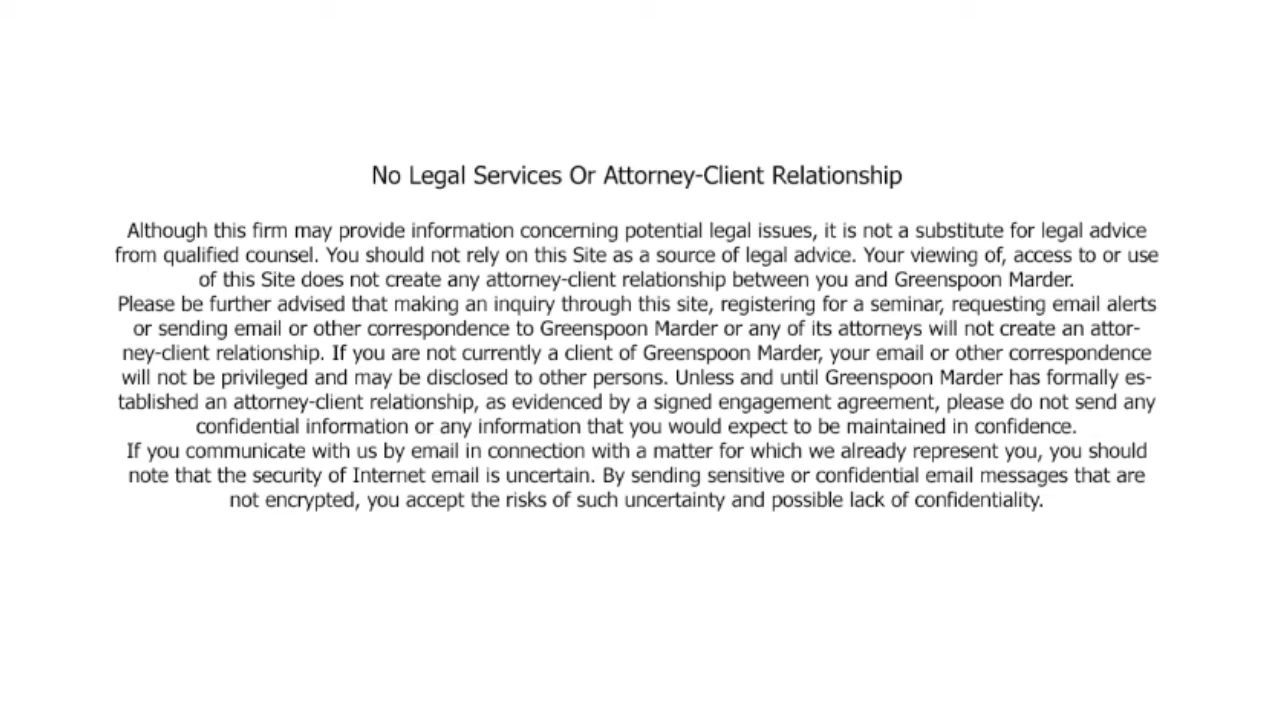 No Legal Services Or Attorney-Client Relationship
Although this firm may provide information concerning potential legal issues, it is not a substitute for legal advice
from qualified counsel. You should not rely on this Site as a source of legal advice. Your viewing of, access to or use
of this Site does not create any attorney-client relationship between you and Greenspoon Marder.
Please be further advised that making an inquiry through this site, registering for a seminar, requesting email alerts
or sending email or other correspondence to Greenspoon Marder or any of its attorneys will not create an attor-
ney-client relationship. If you are not currently a client of Greenspoon Marder, your email or other correspondence
will not be privileged and may be disclosed to other persons. Unless and until Greenspoon Marder has formally es-
tablished an attorney-client relationship, as evidenced by a signed engagement agreement, please do not send any
confidential information or any information that you would expect to be maintained in confidence.
If you communicate with us by email in connection with a matter for which we already represent you, you should
note that the security of Internet email is uncertain. By sending sensitive or confidential email messages that are
not encrypted, you accept the risks of such uncertainty and possible lack of confidentiality.